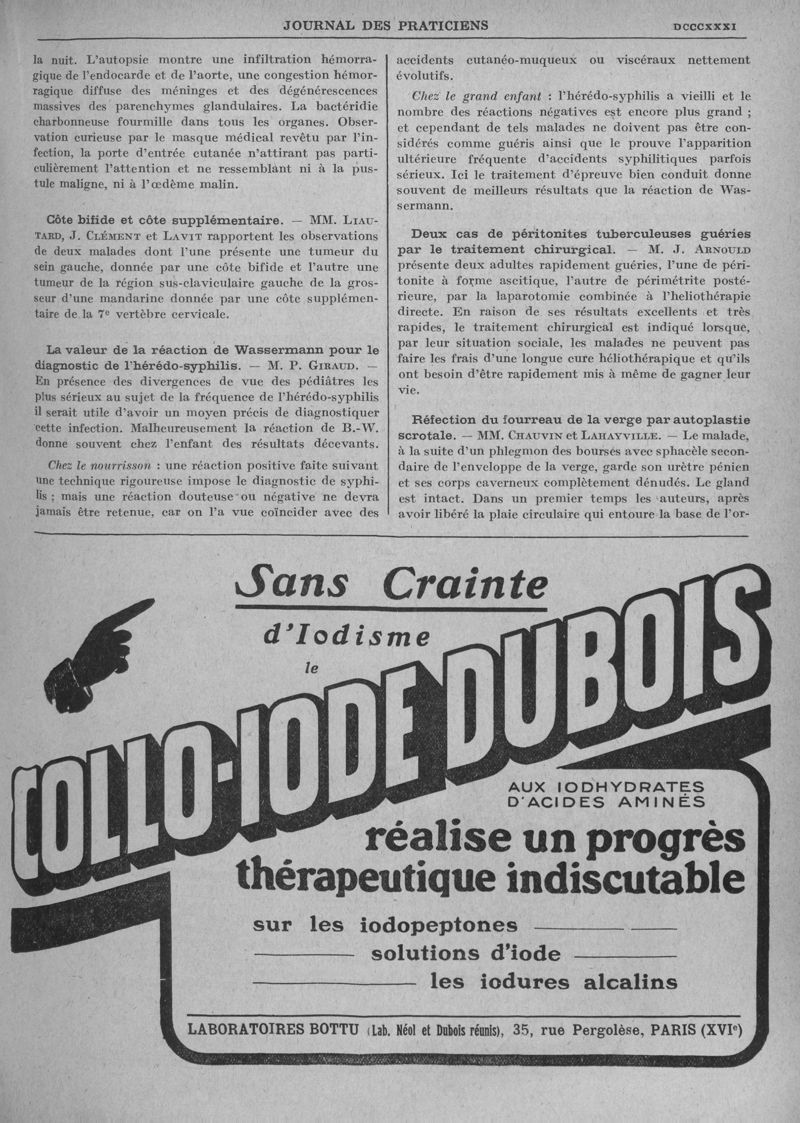 JOURNAL DES PRATICIENS
DCCCXXXI
la nuit. L'autopsie montre une infiltration hémorra-
gique de l'endocarde et de l'aorte, une congestion hémor-
ragique diffuse des méninges et des dégénérescences
massives des parenchymes glandulaires. La bactéridie
charbonneuse fourmille dans tous les organes. Obser-
vation curieuse par le masque médical revêtu par l'in-
fection, la porte d'entrée cutanée n'attirant pas parti-
culièrement l'attention et ne ressemblant ni à la pus-
tule maligne, ni à l'œdème malin.
Côte bifide et côte supplémentaire. — MM. LIAU-
TARD, J. CLÉMENT et LAVIT rapportent les observations
de deux malades dont l'une présente une tumeur du
sein gauche, donnée par une côte bifide et l'autre une
tumeur de la région sus-claviculaire gauche de la gros-
seur d'une mandarine donnée par une côte supplémen-
taire de la 7e vertèbre cervicale.
La valeur de la réaction de Wassermann pour le
diagnostic de l'hérédo-syphilis. — M. P. GIRAUD. —
En présence des divergences de vue des pédiâtres les
plus sérieux au sujet de la fréquence de l'hérédo-syphilis
il serait utile d'avoir un moyen précis de diagnostiquer
cette infection. Malheureusement la réaction de B.-W.
donne souvent chez l'enfant des résultats décevants.
Chez le nourrisson : une réaction positive faite suivant
une technique rigoureuse impose le diagnostic de syphi-
lis ; mais une réaction douteuse ou négative ne devra
jamais être retenue, car on l'a vue coïncider avec des
accidents cutanéo-muqueux ou viscéraux nettement
évolutifs.
Chez le grand enfant : l'hérédo-syphilis a vieilli et le
nombre des réactions négatives est encore plus grand ;
et cependant de tels malades ne doivent pas être con-
sidérés comme guéris ainsi que le prouve l'apparition
ultérieure fréquente d'accidents syphilitiques parfois
sérieux. Ici le traitement d'épreuve bien conduit donne
souvent de meilleurs résultats que la réaction de Was-
sermann.
Deux cas de péritonites tuberculeuses guéries
par le traitement chirurgical. — M. J. ARNOULD
présente deux adultes rapidement guéries, l'une de péri-
tonite à forme ascitique, l'autre de périmétrite posté-
rieure, par la laparotomie combinée à l'heliothérapie
directe. En raison de ses résultats excellents et très
rapides, le traitement chirurgical est indiqué lorsque,
par leur situation sociale, les malades ne peuvent pas
faire les frais d'une longue cure héliothérapique et qu'ils
ont besoin d'être rapidement mis à même de gagner leur
vie.
Réfection du fourreau de la verge par autoplastie
scrotale. — MM. CHAUVIN et LAHAYVILLE. — Le malade,
à la suite d'un phlegmon des bourses avec sphacèle secon-
daire de l'enveloppe de la verge, garde son urètre pénien
et ses corps caverneux complètement dénudés. Le gland
est intact. Dans un premier temps les auteurs, après
avoir libéré la plaie circulaire qui entoure la base de l'or-
Sans Crainte
d'Iodisme
le
COLLO-IODE DUBOIS
AUX IODHYDRATES
D'ACIDES AMINÉS
réalise un progrès
thérapeutique indiscutable
sur les iodopeptones
solutions d'iode
les iodures alcalins
LABORATOIRES BOTTU (Lab. Néol et Dubois réunis), 35, rue Pergolèse, PARIS (XVIe)